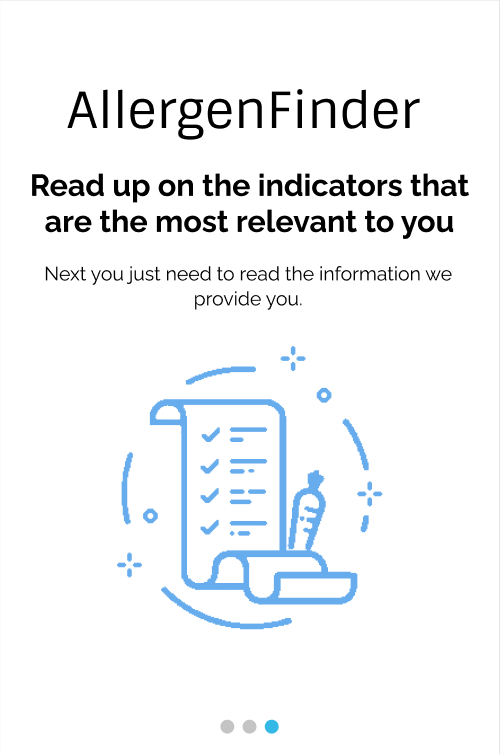 AllergenFinder
Read up on the indicators that
are the most relevant to you
Next you just need to read the information we
provide you.